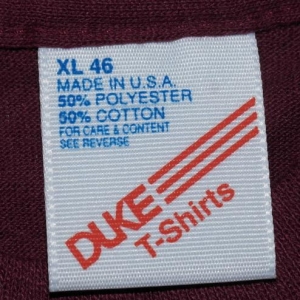 XL 46
MADE IN U.S.A.
50% POLYESTER
50% COTTON
FOR CARE & CONTENT
SEE REVERSE
DUKE
T-Shirts